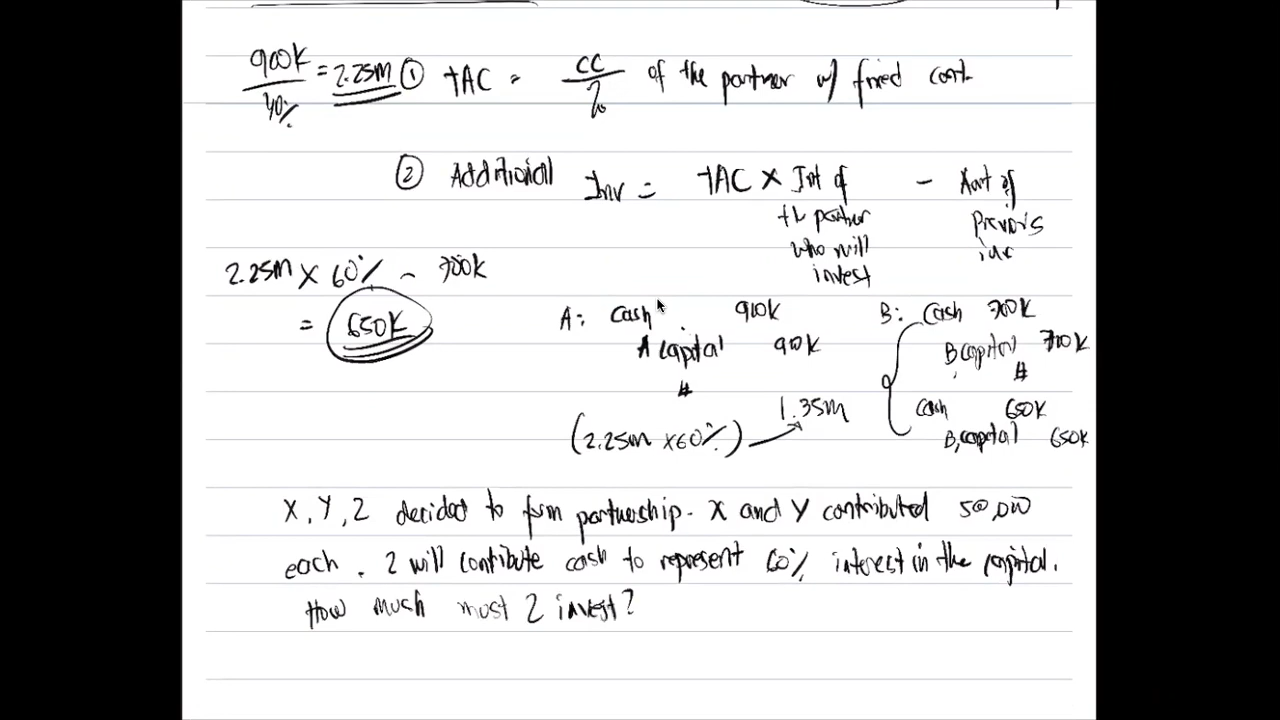 900K/40% = 2.25M ① TAC = CC/% of the partner w/ fixed cont.
② Additional Inv = TAC X Int of the partner who will invest - Amt of Previous inv
2.25M X 60% - 700K
= 650K
A: Cash 900K
A capital 900K
#
B: Cash 700K
B capital 700K
#
Cash 650K
B, capital 650K
(2.25M X 60%) 1.35M
X, Y, Z decided to form partnership. X and Y contributed 50,000
each. Z will contibute cash to represent 60% interest in the capital.
How much must Z invest?